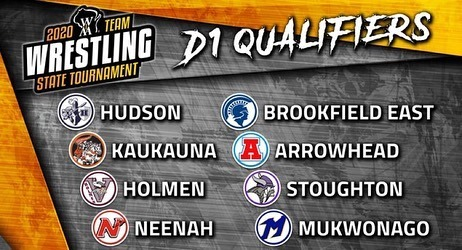 2020 TEAM
WRESTLING
STATE TOURNAMENT
D1 QUALIFIERS
HUDSON
KAUKAUNA
HOLMEN
NEENAH
BROOKFIELD EAST
ARROWHEAD
STOUGHTON
MUKWONAGO